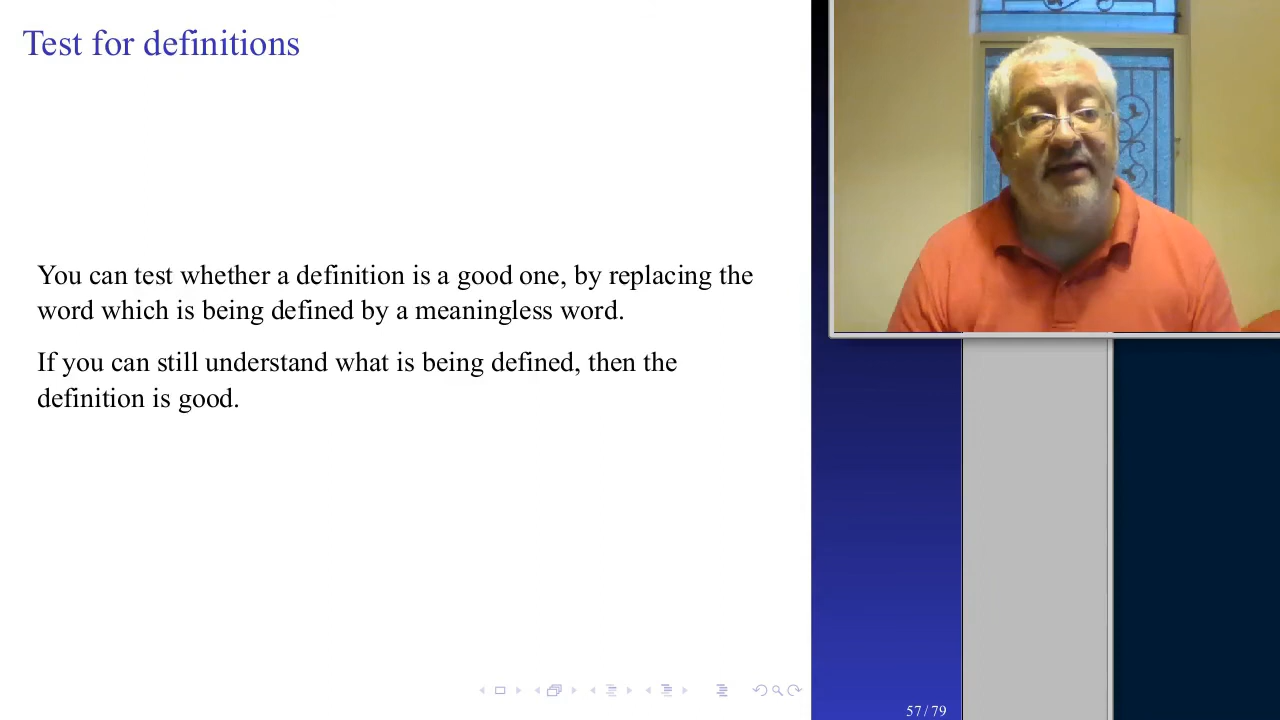 Test for definitions
You can test whether a definition is a good one, by replacing the
word which is being defined by a meaningless word.
If you can still understand what is being defined, then the
definition is good.
57 / 79